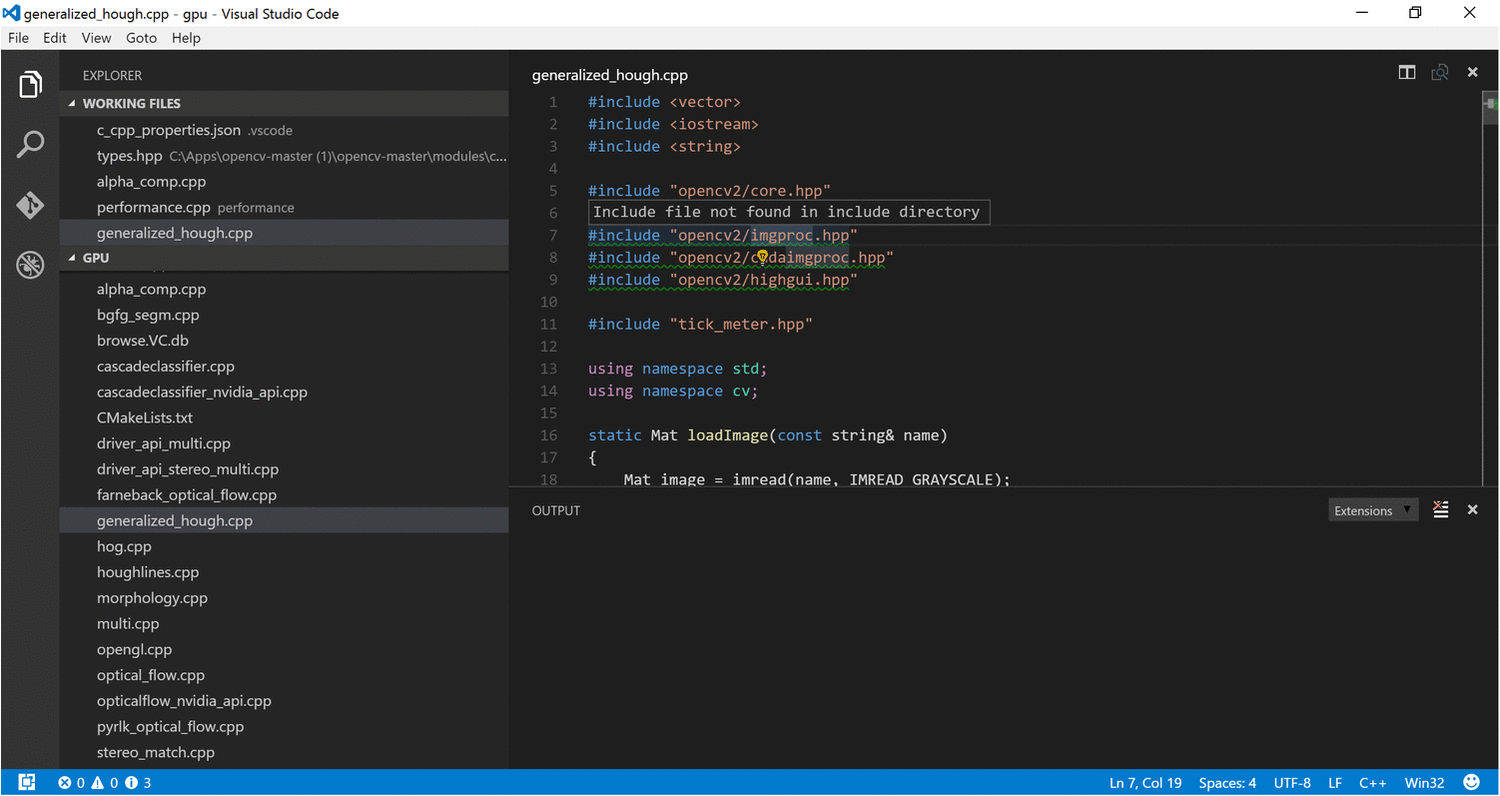 generalized_hough.cpp - gpu - Visual Studio Code
File Edit View Goto Help
EXPLORER
WORKING FILES
c_cpp_properties.json .vscode
types.hpp C:\Apps\opencv-master (1)\opencv-master\modules\c...
alpha_comp.cpp
performance.cpp performance
generalized_hough.cpp
GPU
alpha_comp.cpp
bgfg_segm.cpp
browse.VC.db
cascadeclassifier.cpp
cascadeclassifier_nvidia_api.cpp
CMakeLists.txt
driver_api_multi.cpp
driver_api_stereo_multi.cpp
farneback_optical_flow.cpp
generalized_hough.cpp
hog.cpp
houghlines.cpp
morphology.cpp
multi.cpp
opengl.cpp
optical_flow.cpp
opticalflow_nvidia_api.cpp
pyrlk_optical_flow.cpp
stereo_match.cpp
generalized_hough.cpp
1 #include <vector>
2 #include <iostream>
3 #include <string>
4
5 #include "opencv2/core.hpp"
6 Include file not found in include directory
7 #include "opencv2/imgproc.hpp"
8 #include "opencv2/cudaimgproc.hpp"
9 #include "opencv2/highgui.hpp"
10
11 #include "tick_meter.hpp"
12
13 using namespace std;
14 using namespace cv;
15
16 static Mat loadImage(const string& name)
17 {
18 Mat image = imread(name, IMREAD_GRAYSCALE);
OUTPUT Extensions
0 0 3 Ln 7, Col 19 Spaces: 4 UTF-8 LF C++ Win32